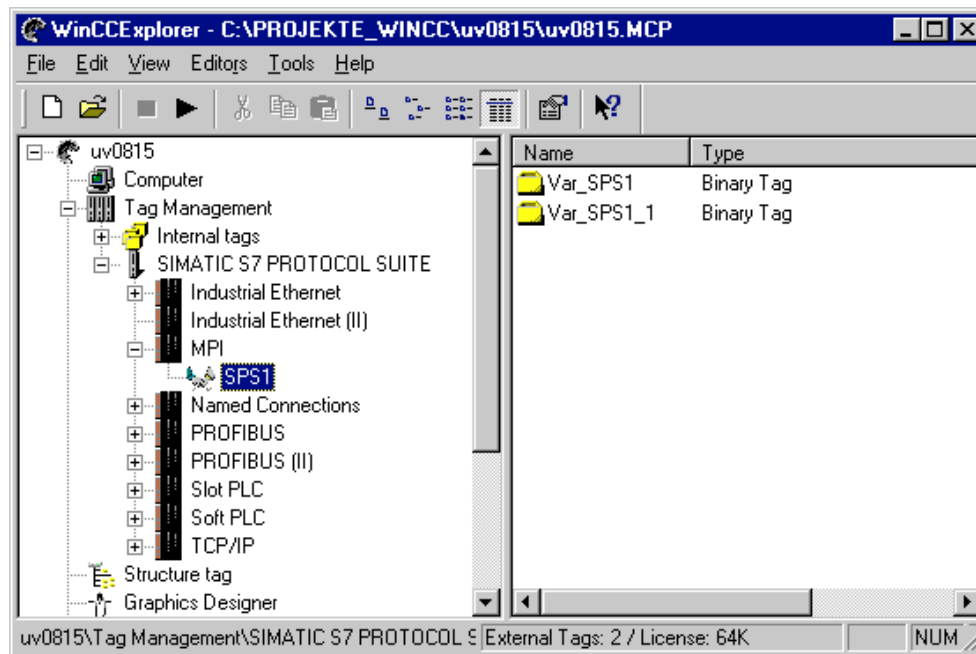 WinCCExplorer - C:\PROJEKTE_WINCC\uv0815\uv0815.MCP
File Edit View Editors Tools Help
uv0815
Computer
Tag Management
Internal tags
SIMATIC S7 PROTOCOL SUITE
Industrial Ethernet
Industrial Ethernet (II)
MPI
SPS1
Named Connections
PROFIBUS
PROFIBUS (II)
Slot PLC
Soft PLC
TCP/IP
Structure tag
Graphics Designer
Name Type
Var_SPS1 Binary Tag
Var_SPS1_1 Binary Tag
uv0815\Tag Management\SIMATIC S7 PROTOCOL S External Tags: 2 / License: 64K NUM